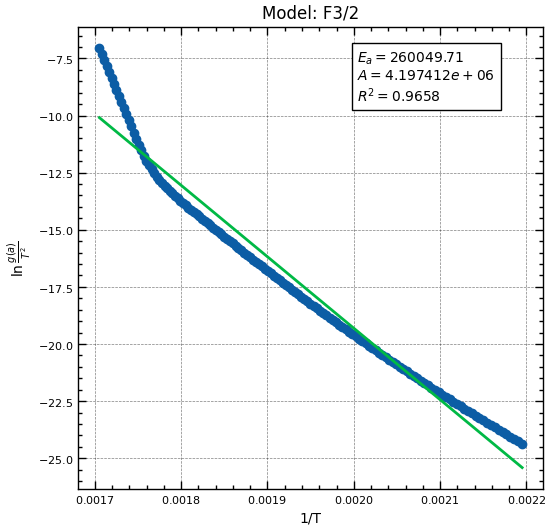 Model: F3/2
E_a = 260049.71
A = 4.197412e + 06
R² = 0.9658
−7.5
−10.0
−12.5
−15.0
−17.5
−20.0
−22.5
−25.0
ln g(a)/T²
0.0017 0.0018 0.0019 0.0020 0.0021 0.0022
1/T